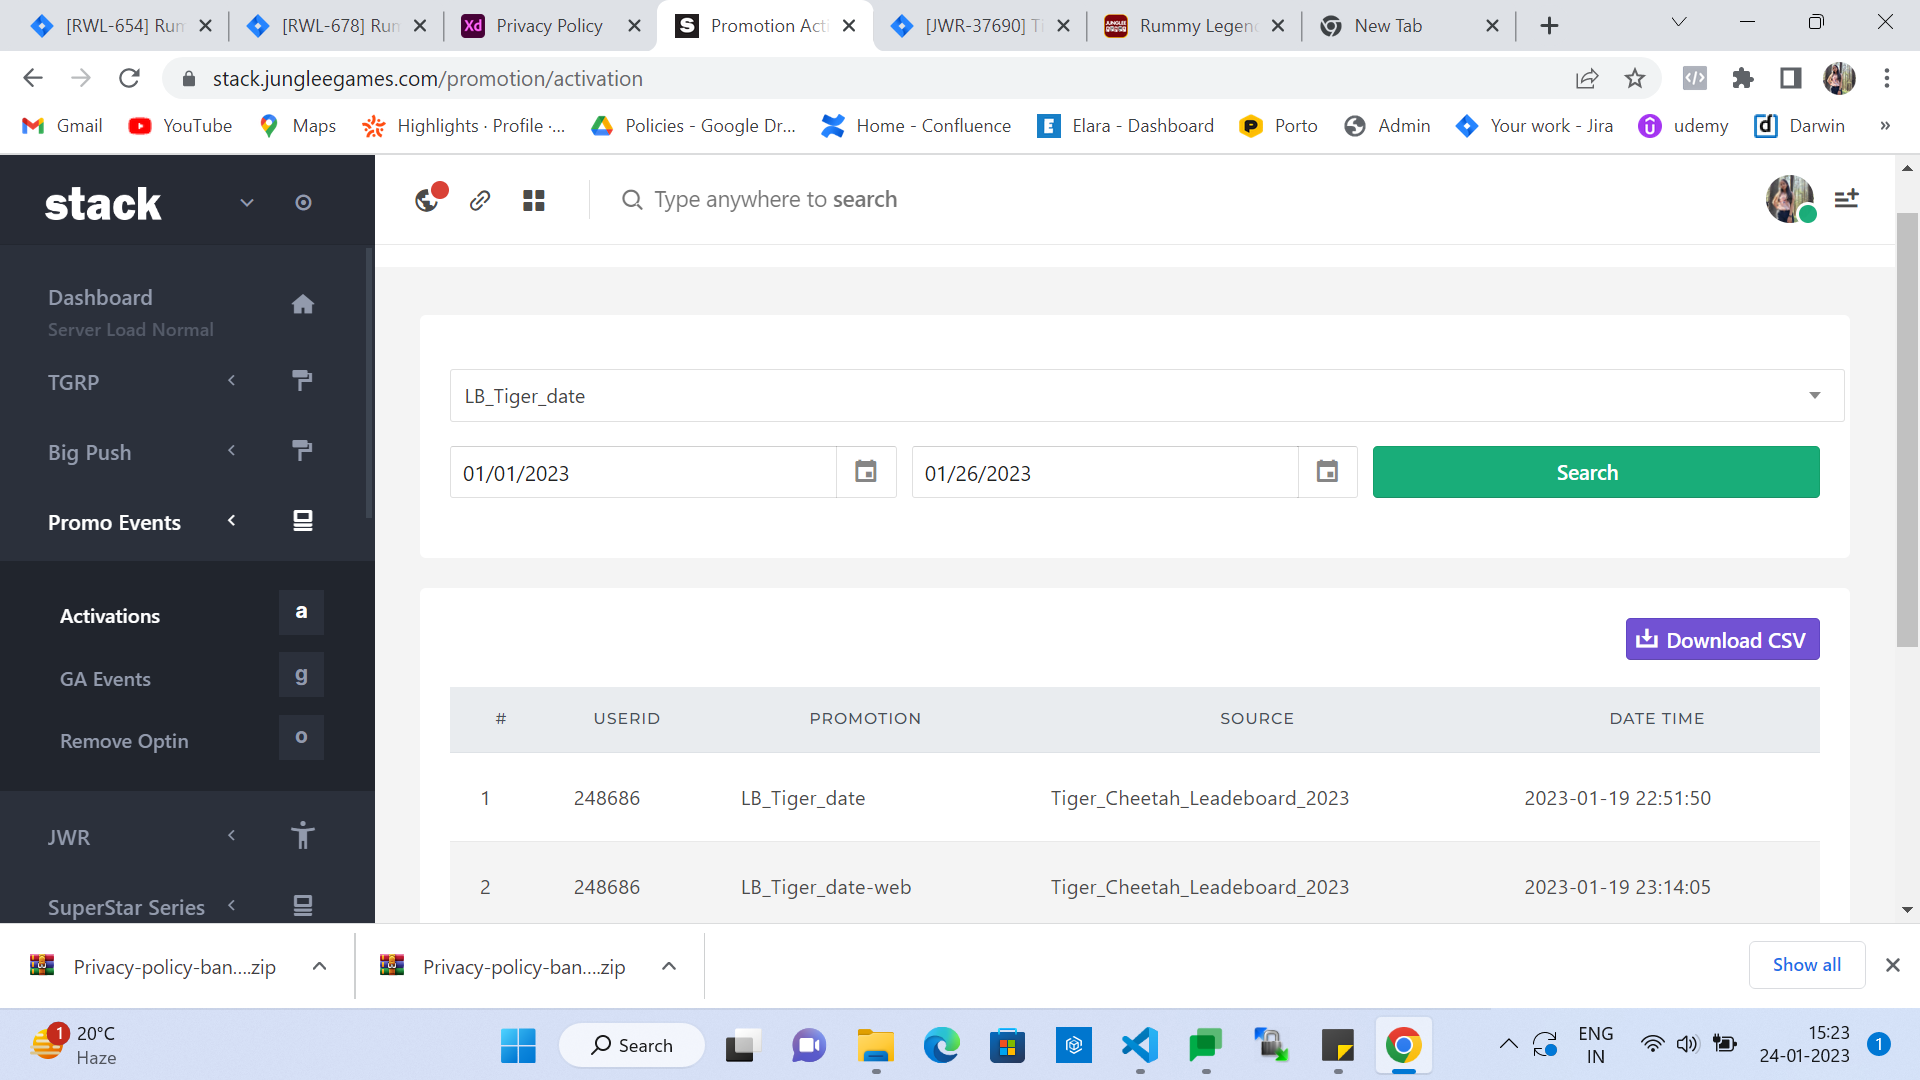 [RWL-654] Rum
[RWL-678] Run
Xd Privacy Policy
S Promotion Acti
[JWR-37690] Ti
Rummy Legen
New Tab
stack.jungleegames.com/promotion/activation
Gmail
YouTube
Maps
Highlights · Profile ·...
Policies - Google Dr...
Home - Confluence
E Elara - Dashboard
Porto
Admin
Your work - Jira
udemy
d Darwin
»
stack
Type anywhere to search
Dashboard
Server Load Normal
TGRP
Big Push
Promo Events
Activations a
GA Events g
Remove Optin o
JWR
SuperStar Series
LB_Tiger_date
01/01/2023
01/26/2023
Search
Download CSV
# USERID PROMOTION SOURCE DATE TIME
1 248686 LB_Tiger_date Tiger_Cheetah_Leadeboard_2023 2023-01-19 22:51:50
2 248686 LB_Tiger_date-web Tiger_Cheetah_Leadeboard_2023 2023-01-19 23:14:05
Privacy-policy-ban....zip
Privacy-policy-ban....zip
Show all
1
20°C
Haze
Search
ENG
IN
15:23
24-01-2023
1